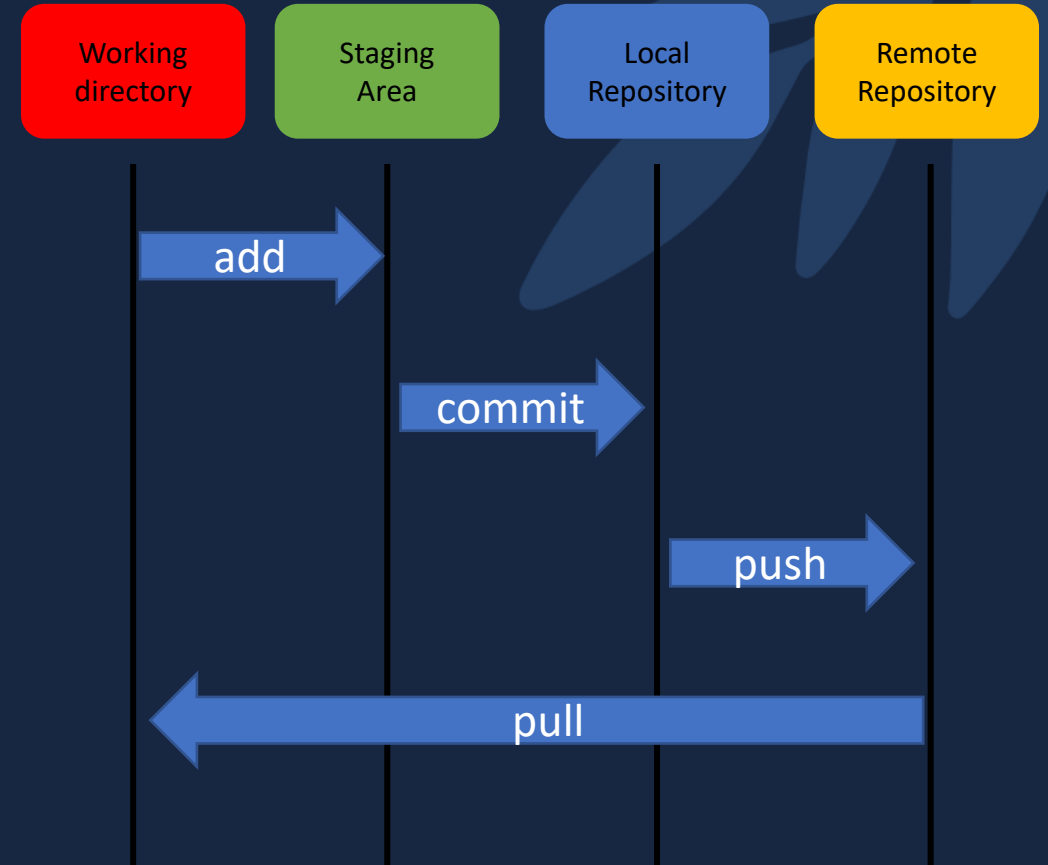 Working
directory
Staging
Area
Local
Repository
Remote
Repository
add
commit
push
pull